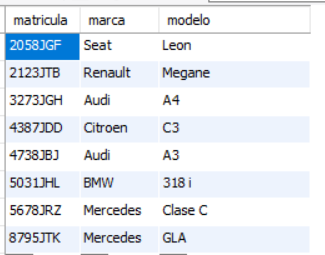 matricula marca modelo
2058JGF Seat Leon
2123JTB Renault Megane
3273JGH Audi A4
4387JDD Citroen C3
4738JBJ Audi A3
5031JHL BMW 318 i
5678JRZ Mercedes Clase C
8795JTK Mercedes GLA